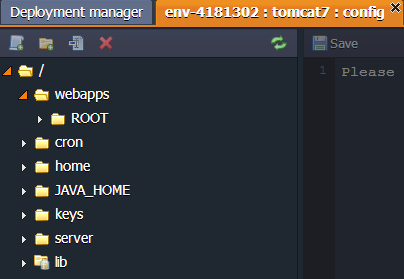 Deployment manager
env-4181302 : tomcat7 : config
Save
/
1 Please
webapps
ROOT
cron
home
JAVA_HOME
keys
server
lib